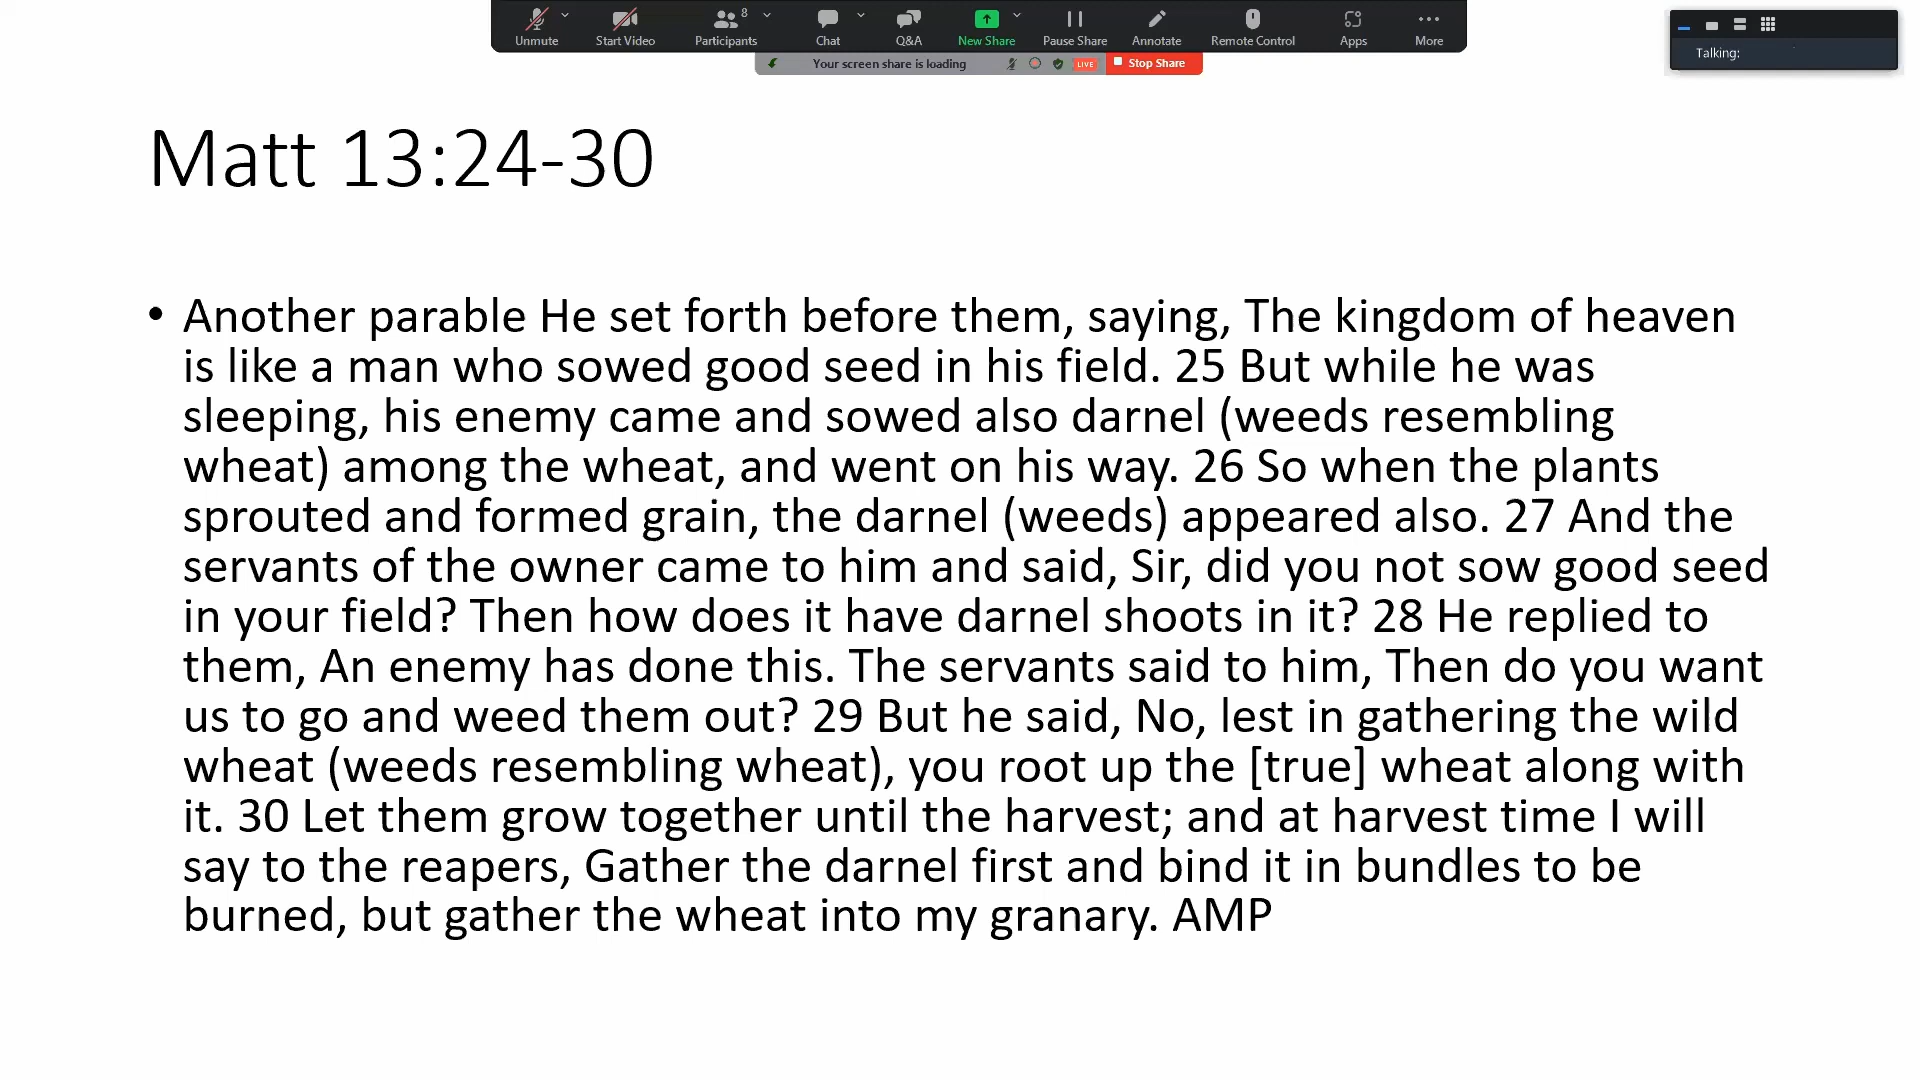 Unmute
Start Video
Participants
8
Chat
Q&A
New Share
Pause Share
Annotate
Remote Control
Apps
More
Your screen share is loading
LIVE
Stop Share
Talking:
Matt 13:24-30
• Another parable He set forth before them, saying, The kingdom of heaven
is like a man who sowed good seed in his field. 25 But while he was
sleeping, his enemy came and sowed also darnel (weeds resembling
wheat) among the wheat, and went on his way. 26 So when the plants
sprouted and formed grain, the darnel (weeds) appeared also. 27 And the
servants of the owner came to him and said, Sir, did you not sow good seed
in your field? Then how does it have darnel shoots in it? 28 He replied to
them, An enemy has done this. The servants said to him, Then do you want
us to go and weed them out? 29 But he said, No, lest in gathering the wild
wheat (weeds resembling wheat), you root up the [true] wheat along with
it. 30 Let them grow together until the harvest; and at harvest time I will
say to the reapers, Gather the darnel first and bind it in bundles to be
burned, but gather the wheat into my granary. AMP